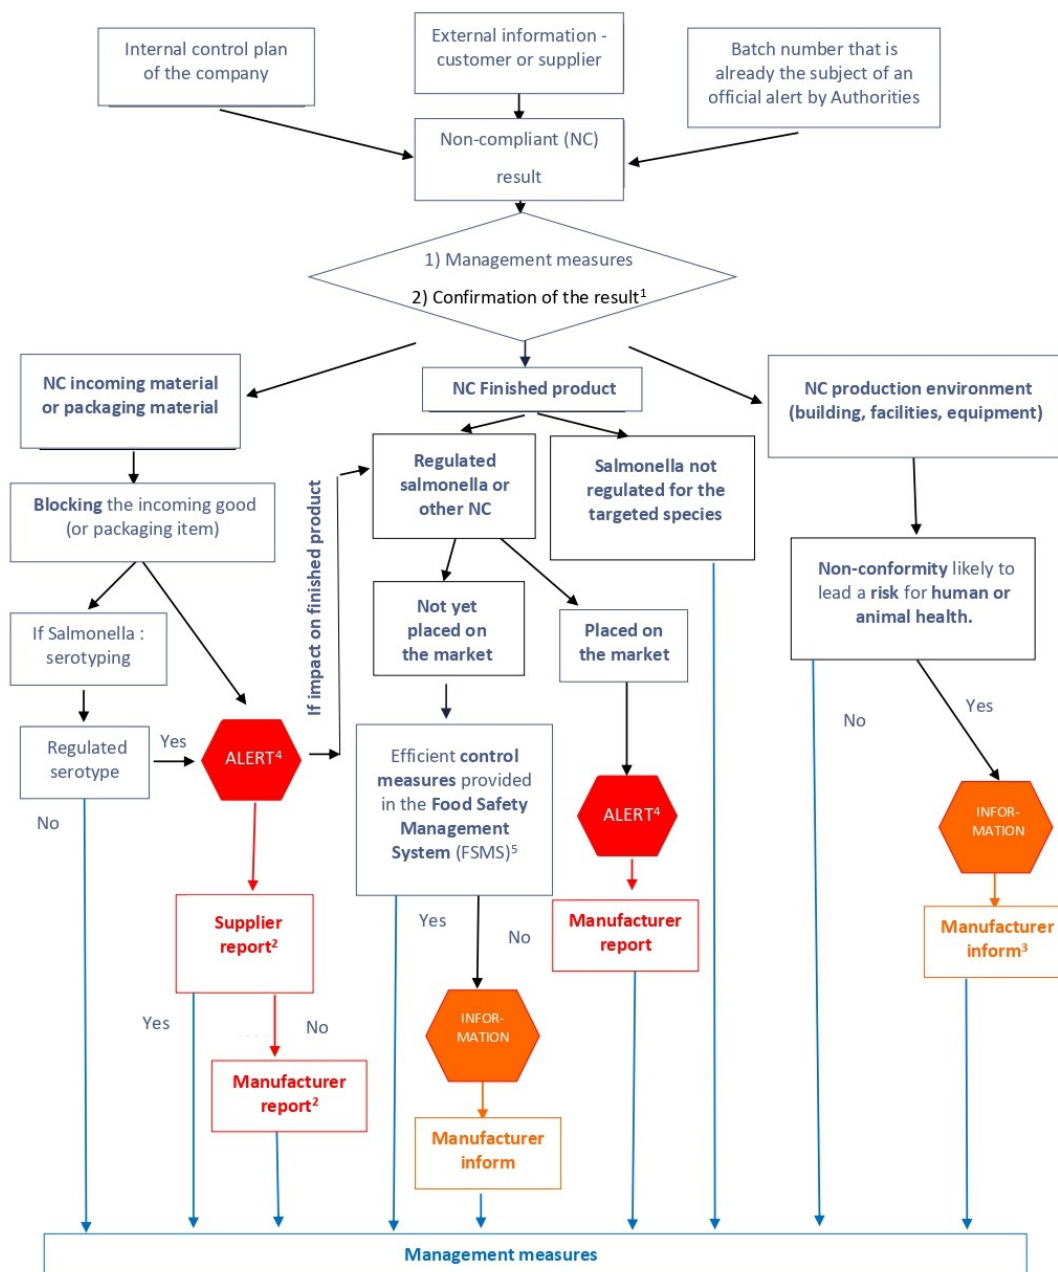 Internal control plan
of the company
External information -
customer or supplier
Batch number that is
already the subject of an
official alert by Authorities
Non-compliant (NC)
result
1) Management measures
2) Confirmation of the result¹
NC incoming material
or packaging material
NC Finished product
NC production environment
(building, facilities, equipment)
Blocking the incoming good
(or packaging item)
If impact on finished product
Regulated
salmonella or
other NC
Salmonella not
regulated for the
targeted species
Non-conformity likely to
lead a risk for human or
animal health.
If Salmonella :
serotyping
Not yet
placed on
the market
Placed on
the market
Regulated
serotype
Yes
No
ALERT⁴
Efficient control
measures provided
in the Food Safety
Management
System (FSMS)⁵
ALERT⁴
No
Yes
INFOR-
MATION
Supplier
report²
Yes
No
Manufacturer
report
Manufacturer
inform³
Yes
No
INFOR-
MATION
Manufacturer
report²
Manufacturer
inform
Management measures